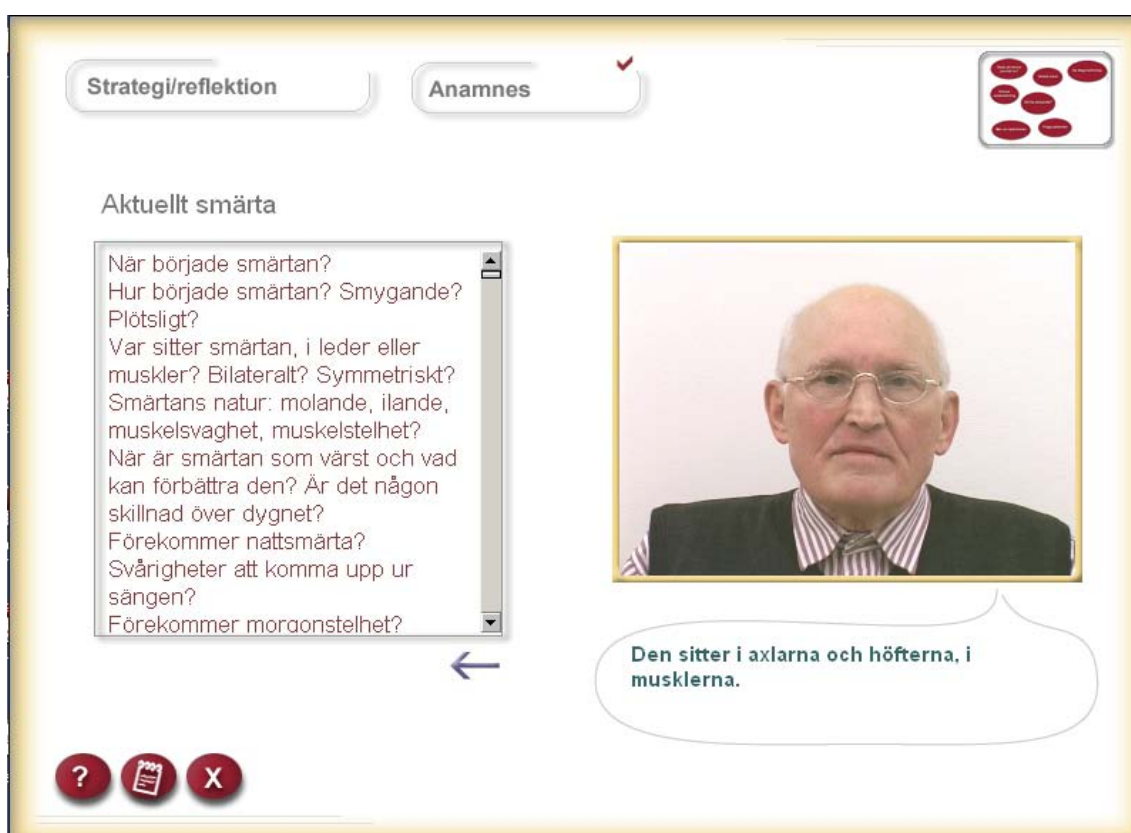 Strategi/reflektion
Anamnes
Aktuellt smärta
När började smärtan?
Hur började smärtan? Smygande?
Plötsligt?
Var sitter smärtan, i leder eller
muskler? Bilateralt? Symmetriskt?
Smärtans natur: molande, ilande,
muskelsvaghet, muskelstelhet?
När är smärtan som värst och vad
kan förbättra den? Är det någon
skillnad över dygnet?
Förekommer nattsmärta?
Svårigheter att komma upp ur
sängen?
Förekommer morgonstelhet?
Den sitter i axlarna och höfterna, i
musklerna.
?
X